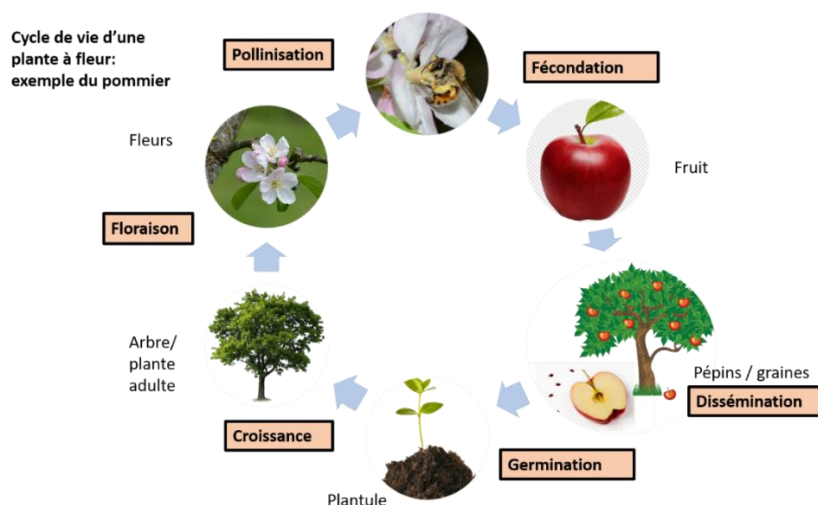 Cycle de vie d’une
plante à fleur:
exemple du pommier
Pollinisation
Fécondation
Fleurs
Fruit
Floraison
Arbre/
plante
adulte
Pépins / graines
Dissémination
Croissance
Germination
Plantule